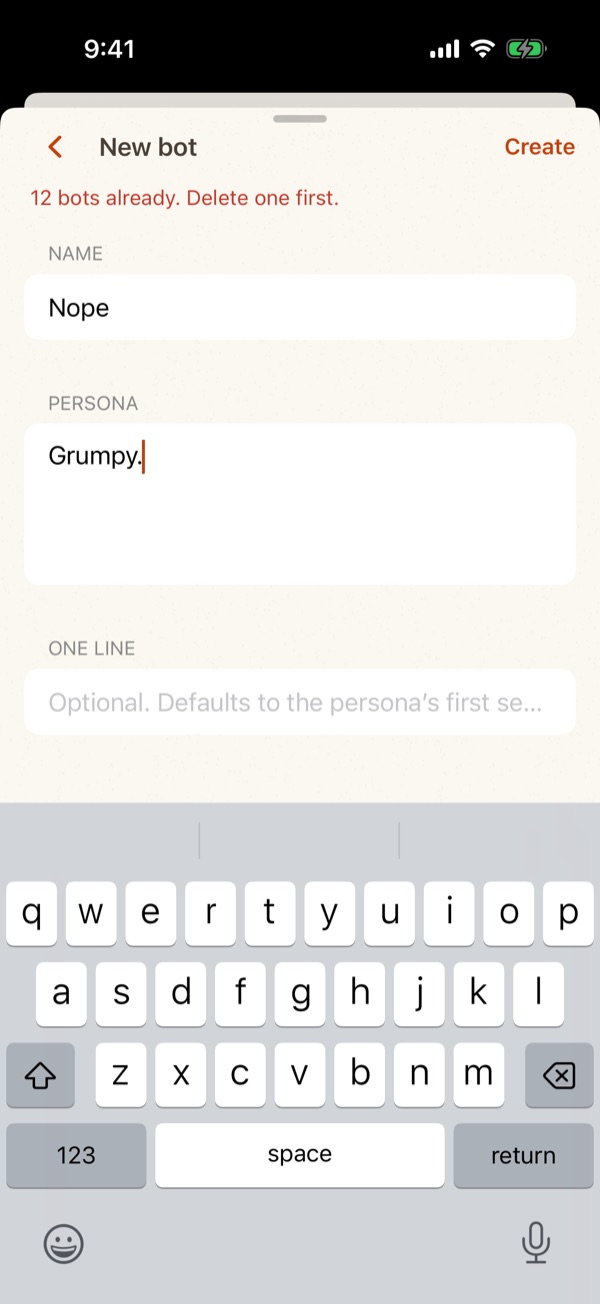 9:41
New bot
Create
12 bots already. Delete one first.
NAME
Nope
PERSONA
Grumpy.
ONE LINE
Optional. Defaults to the persona’s first se...
q w e r t y u i o p
a s d f g h j k l
z x c v b n m
123 space return